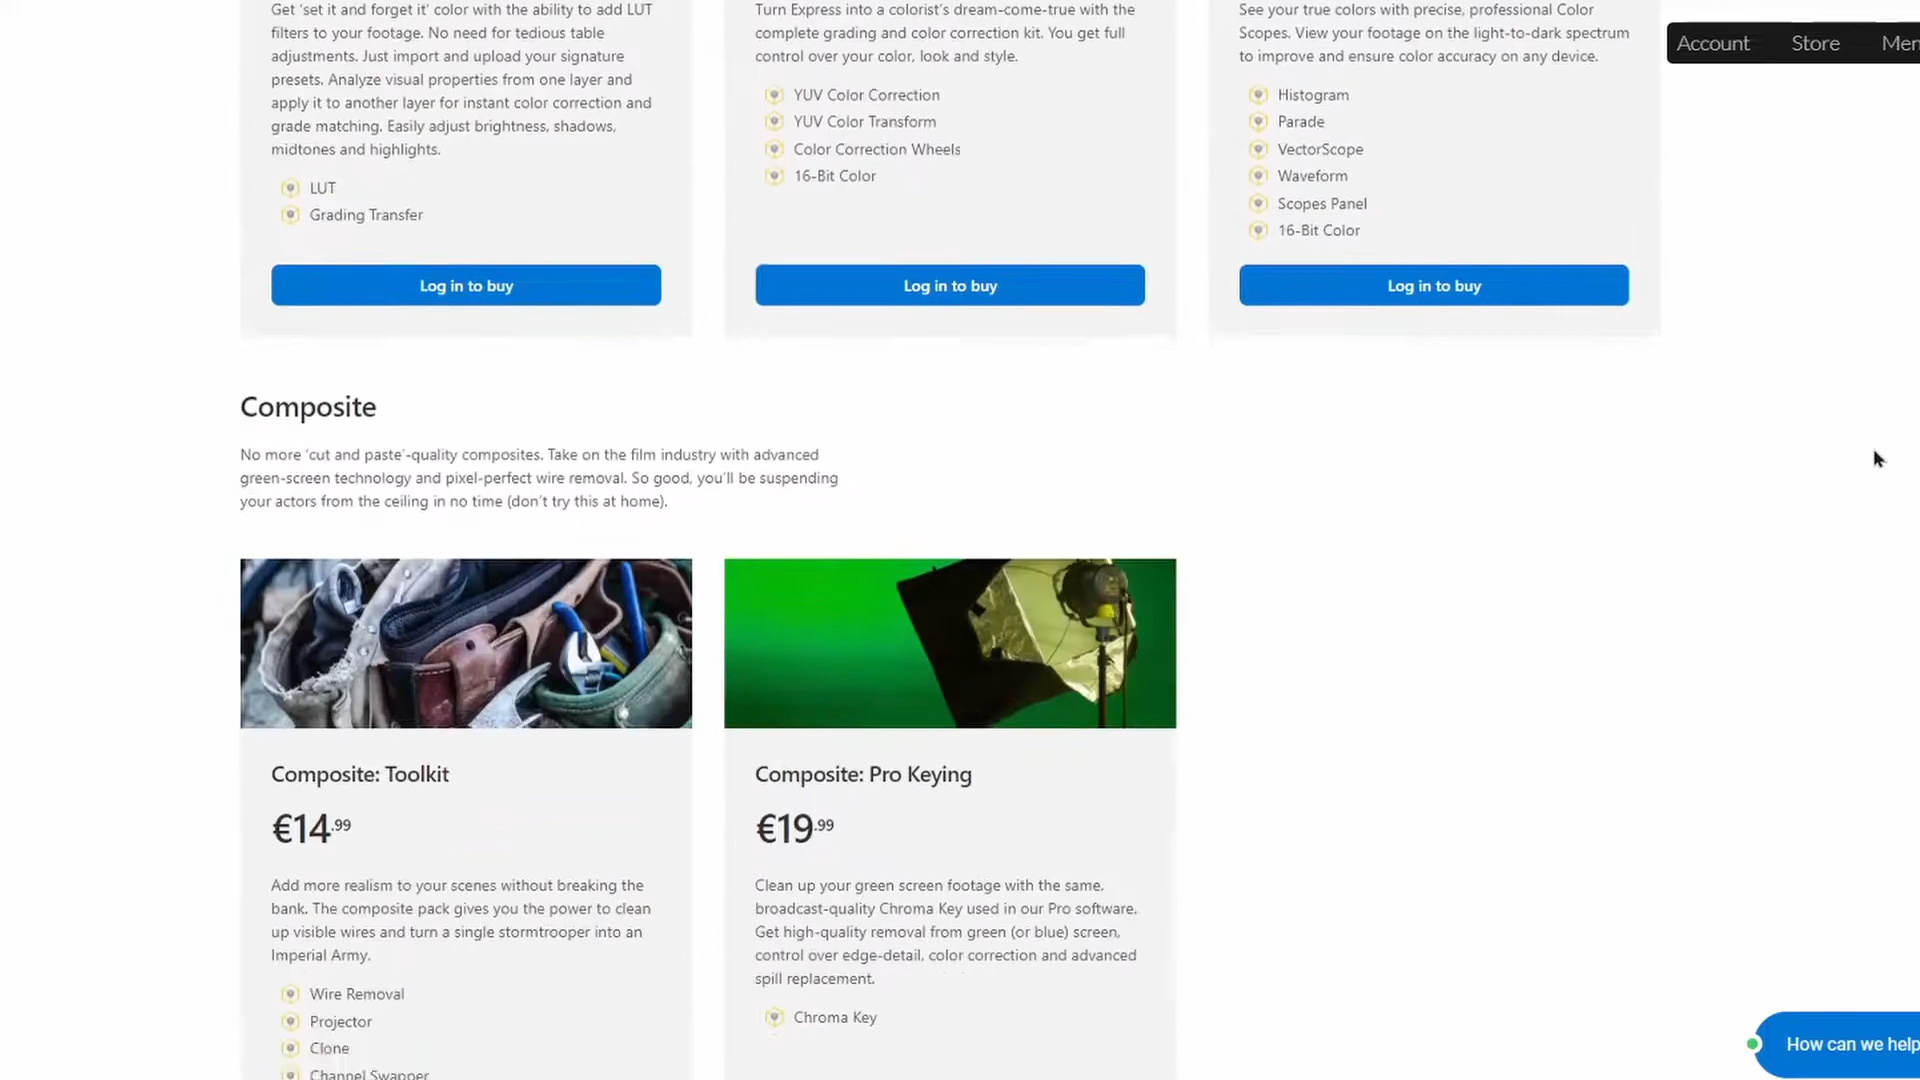 Get 'set it and forget it' color with the ability to add LUT
filters to your footage. No need for tedious table
adjustments. Just import and upload your signature
presets. Analyze visual properties from one layer and
apply it to another layer for instant color correction and
grade matching. Easily adjust brightness, shadows,
midtones and highlights.
LUT
Grading Transfer
Log in to buy
Turn Express into a colorist's dream-come-true with the
complete grading and color correction kit. You get full
control over your color, look and style.
YUV Color Correction
YUV Color Transform
Color Correction Wheels
16-Bit Color
Log in to buy
See your true colors with precise, professional Color
Scopes. View your footage on the light-to-dark spectrum
to improve and ensure color accuracy on any device.
Histogram
Parade
VectorScope
Waveform
Scopes Panel
16-Bit Color
Log in to buy
Account Store Men
Composite
No more 'cut and paste'-quality composites. Take on the film industry with advanced
green-screen technology and pixel-perfect wire removal. So good, you'll be suspending
your actors from the ceiling in no time (don't try this at home).
Composite: Toolkit
€14.99
Add more realism to your scenes without breaking the
bank. The composite pack gives you the power to clean
up visible wires and turn a single stormtrooper into an
Imperial Army.
Wire Removal
Projector
Clone
Channel Swapper
Composite: Pro Keying
€19.99
Clean up your green screen footage with the same,
broadcast-quality Chroma Key used in our Pro software.
Get high-quality removal from green (or blue) screen,
control over edge-detail, color correction and advanced
spill replacement.
Chroma Key
How can we help